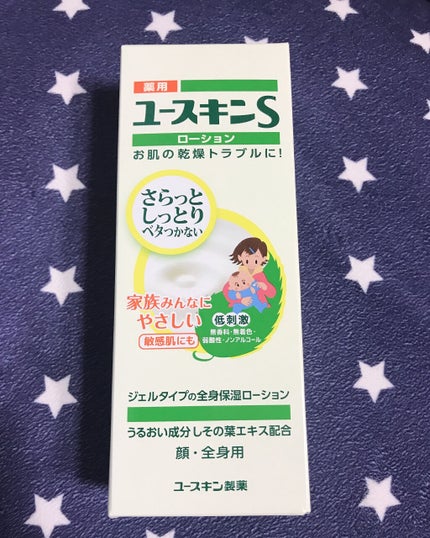 薬用
ユースキンS
ローション
お肌の乾燥トラブルに!
さらっと
しっとり
ベタつかない
家族みんなに
やさしい
敏感肌にも
低刺激
無香料・無着色・
弱酸性・ノンアルコール
ジェルタイプの全身保湿ローション
うるおい成分しその葉エキス配合
顔・全身用
ユースキン製薬